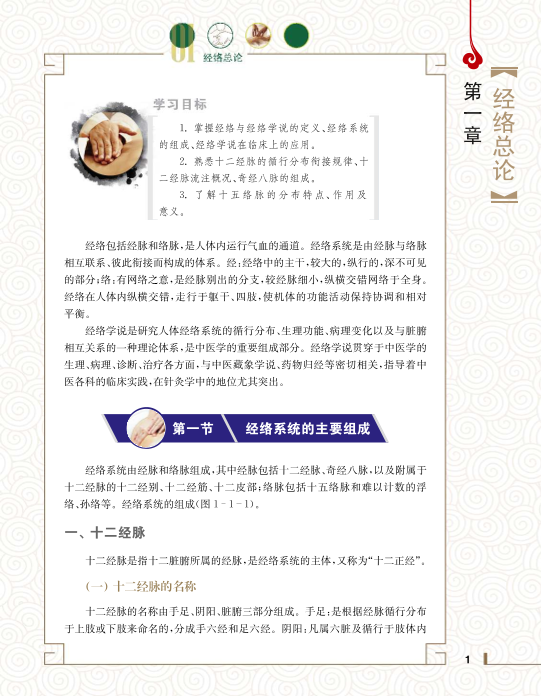 01
经络总论
第一章
【经络总论】
学习目标
1. 掌握经络与经络学说的定义、经络系统
的组成、经络学说在临床上的应用。
2. 熟悉十二经脉的循行分布衔接规律、十
二经脉流注概况、奇经八脉的组成。
3. 了解十五络脉的分布特点、作用及
意义。
经络包括经脉和络脉,是人体内运行气血的通道。经络系统是由经脉与络脉
相互联系、彼此衔接而构成的体系。经:经络中的主干,较大的,纵行的,深不可见
的部分;络:有网络之意,是经脉别出的分支,较经脉细小,纵横交错网络于全身。
经络在人体内纵横交错,走行于躯干、四肢,使机体的功能活动保持协调和相对
平衡。
经络学说是研究人体经络系统的循行分布、生理功能、病理变化以及与脏腑
相互关系的一种理论体系,是中医学的重要组成部分。经络学说贯穿于中医学的
生理、病理、诊断、治疗各方面,与中医藏象学说、药物归经等密切相关,指导着中
医各科的临床实践,在针灸学中的地位尤其突出。
第一节 经络系统的主要组成
经络系统由经脉和络脉组成,其中经脉包括十二经脉、奇经八脉,以及附属于
十二经脉的十二经别、十二经筋、十二皮部;络脉包括十五络脉和难以计数的浮
络、孙络等。经络系统的组成(图1-1-1)。
一、十二经脉
十二经脉是指十二脏腑所属的经脉,是经络系统的主体,又称为“十二正经”。
(一) 十二经脉的名称
十二经脉的名称由手足、阴阳、脏腑三部分组成。手足:是根据经脉循行分布
于上肢或下肢来命名的,分成手六经和足六经。阴阳:凡属六脏及循行于肢体内
1